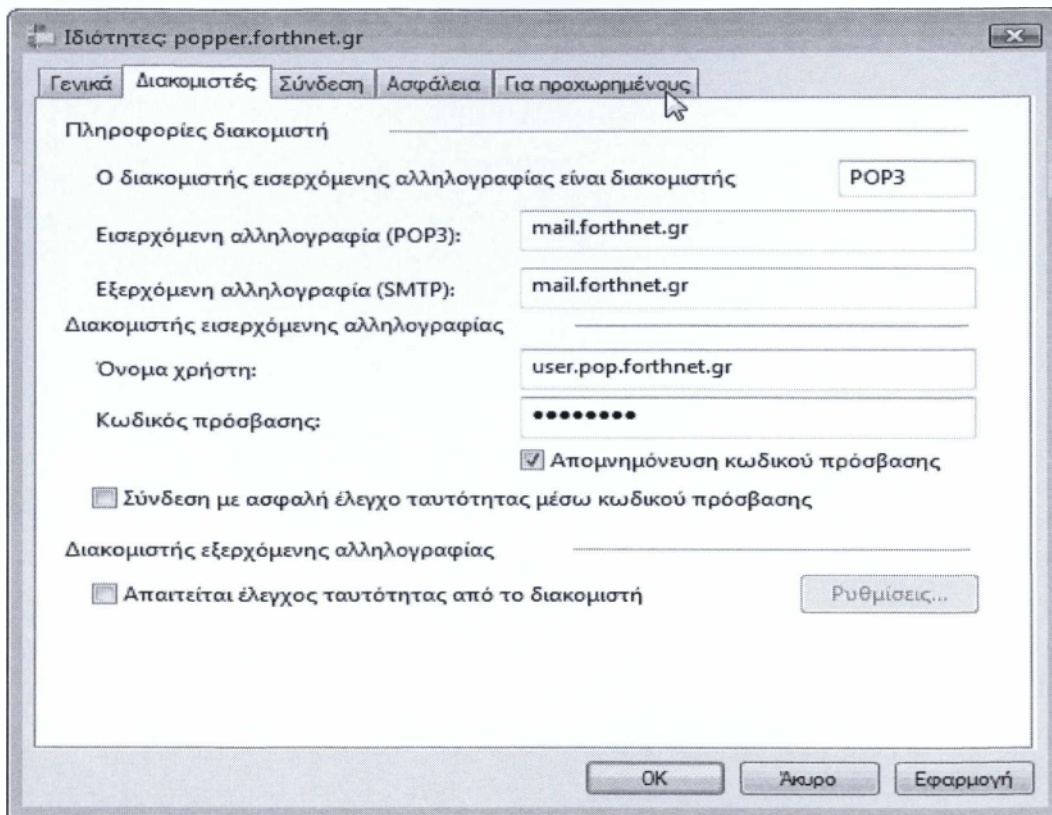 Ιδιότητες: popper.forthnet.gr
Γενικά Διακομιστές Σύνδεση Ασφάλεια Για προχωρημένους
Πληροφορίες διακομιστή
Ο διακομιστής εισερχόμενης αλληλογραφίας είναι διακομιστής POP3
Εισερχόμενη αλληλογραφία (POP3): mail.forthnet.gr
Εξερχόμενη αλληλογραφία (SMTP): mail.forthnet.gr
Διακομιστής εισερχόμενης αλληλογραφίας
Όνομα χρήστη: user.pop.forthnet.gr
Κωδικός πρόσβασης: ••••••••
Απομνημόνευση κωδικού πρόσβασης
Σύνδεση με ασφαλή έλεγχο ταυτότητας μέσω κωδικού πρόσβασης
Διακομιστής εξερχόμενης αλληλογραφίας
Απαιτείται έλεγχος ταυτότητας από το διακομιστή Ρυθμίσεις...
OK Άκυρο Εφαρμογή